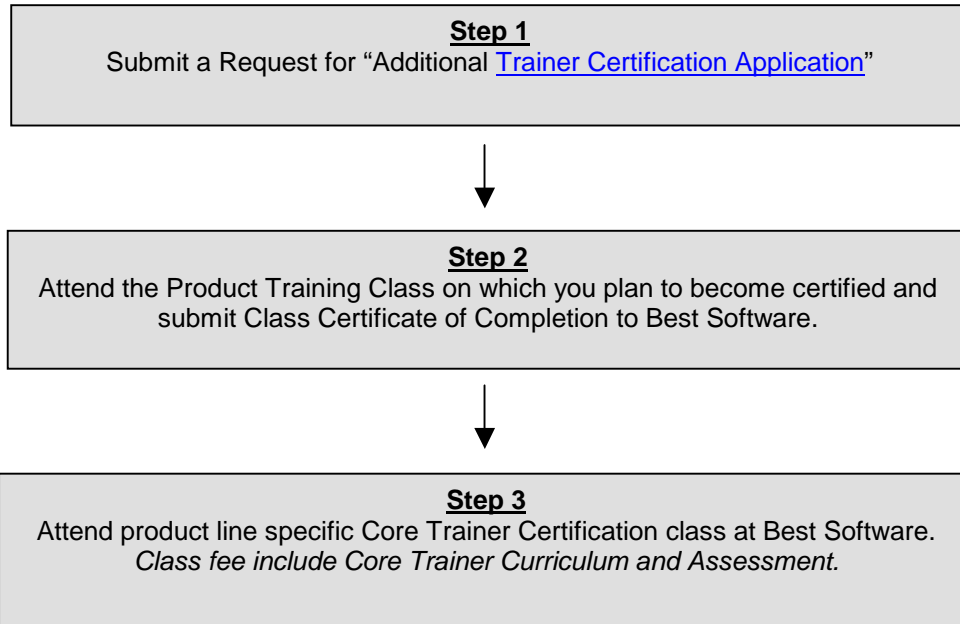 Step 1
Submit a Request for “Additional Trainer Certification Application”
Step 2
Attend the Product Training Class on which you plan to become certified and
submit Class Certificate of Completion to Best Software.
Step 3
Attend product line specific Core Trainer Certification class at Best Software.
Class fee include Core Trainer Curriculum and Assessment.